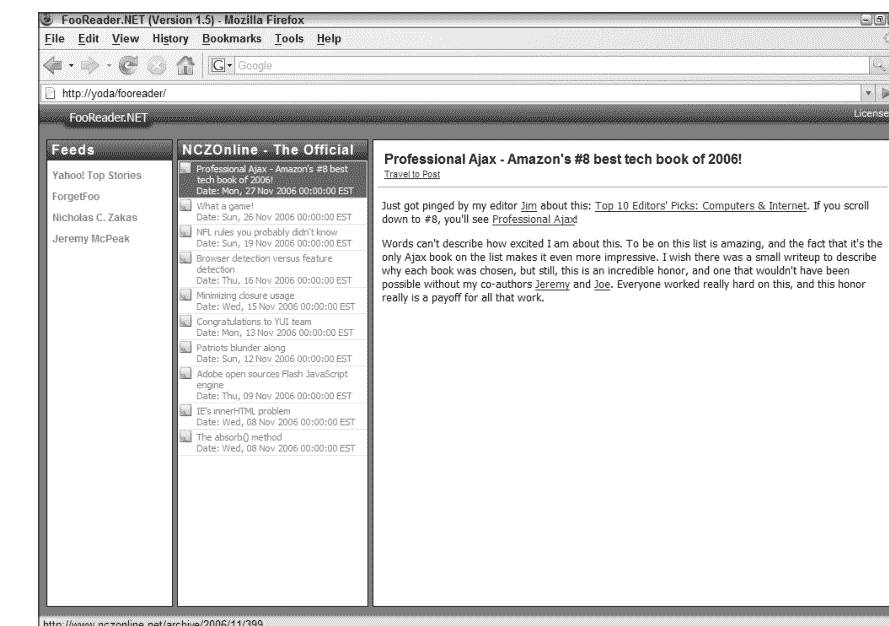 FooReader.NET (Version 1.5) - Mozilla Firefox
File Edit View History Bookmarks Tools Help
G Google
http://yoda/fooreader/
FooReader.NET
License
Feeds
Yahoo! Top Stories
ForgetFoo
Nicholas C. Zakas
Jeremy McPeak
NCZOnline - The Official
Professional Ajax - Amazon's #8 best
tech book of 2006!
Date: Mon, 27 Nov 2006 00:00:00 EST
What a game!
Date: Sun, 26 Nov 2006 00:00:00 EST
NFL rules you probably didn't know
Date: Sun, 19 Nov 2006 00:00:00 EST
Browser detection versus feature
detection
Date: Thu, 16 Nov 2006 00:00:00 EST
Minimizing closure usage
Date: Wed, 15 Nov 2006 00:00:00 EST
Congratulations to YUI team
Date: Mon, 13 Nov 2006 00:00:00 EST
Patriots blunder along
Date: Sun, 12 Nov 2006 00:00:00 EST
Adobe open sources Flash JavaScript
engine
Date: Thu, 09 Nov 2006 00:00:00 EST
IE's innerHTML problem
Date: Wed, 08 Nov 2006 00:00:00 EST
The absorb() method
Date: Wed, 08 Nov 2006 00:00:00 EST
Professional Ajax - Amazon's #8 best tech book of 2006!
Travel to Post
Just got pinged by my editor Jim about this: Top 10 Editors' Picks: Computers & Internet. If you scroll
down to #8, you'll see Professional Ajax!
Words can't describe how excited I am about this. To be on this list is amazing, and the fact that it's the
only Ajax book on the list makes it even more impressive. I wish there was a small writeup to describe
why each book was chosen, but still, this is an incredible honor, and one that wouldn't have been
possible without my co-authors Jeremy and Joe. Everyone worked really hard on this, and this honor
really is a payoff for all that work.
http://www.nczonline.net/archive/2006/11/399